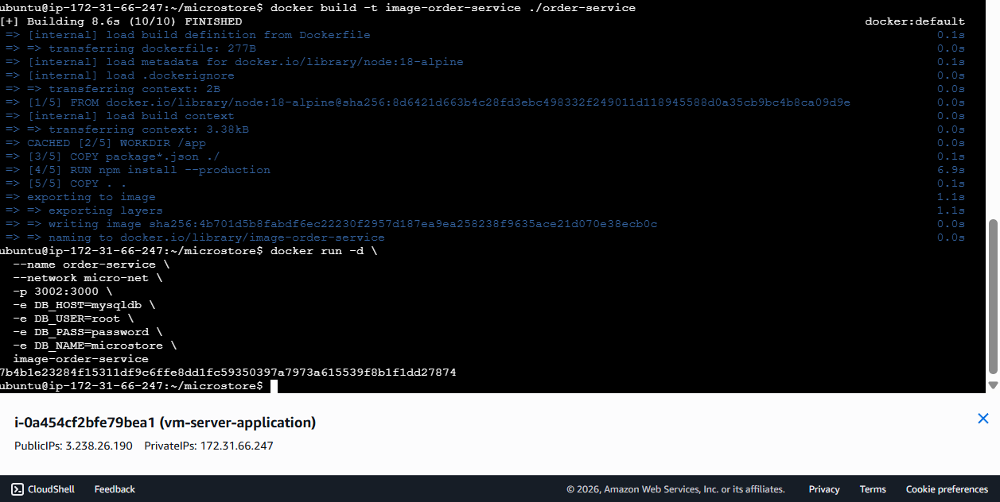 ubuntu@ip-172-31-66-247:~/microstore$ docker build -t image-order-service ./order-service
[+] Building 8.6s (10/10) FINISHED docker:default
=> [internal] load build definition from Dockerfile 0.1s
=> => transferring dockerfile: 277B 0.0s
=> [internal] load metadata for docker.io/library/node:18-alpine 0.1s
=> [internal] load .dockerignore 0.0s
=> => transferring context: 2B 0.0s
=> [1/5] FROM docker.io/library/node:18-alpine@sha256:8d6421d663b4c28fd3ebc498332f249011d118945588d0a35cb9bc4b8ca09d9e 0.0s
=> [internal] load build context 0.0s
=> => transferring context: 3.38kB 0.0s
=> CACHED [2/5] WORKDIR /app 0.0s
=> [3/5] COPY package*.json ./ 0.1s
=> [4/5] RUN npm install --production 6.9s
=> [5/5] COPY . . 0.1s
=> exporting to image 1.1s
=> => exporting layers 1.1s
=> => writing image sha256:4b701d5b8fabdf6ec22230f2957d187ea9ea258238f9635ace21d070e38ecb0c 0.0s
=> => naming to docker.io/library/image-order-service 0.0s
ubuntu@ip-172-31-66-247:~/microstore$ docker run -d \
--name order-service \
--network micro-net \
-p 3002:3000 \
-e DB_HOST=mysqldb \
-e DB_USER=root \
-e DB_PASS=password \
-e DB_NAME=microstore \
image-order-service
7b4b1e23284f15311df9c6ffe8dd1fc59350397a7973a615539f8b1f1dd27874
ubuntu@ip-172-31-66-247:~/microstore$
i-0a454cf2bfe79bea1 (vm-server-application)
PublicIPs: 3.238.26.190 PrivateIPs: 172.31.66.247
CloudShell Feedback © 2026, Amazon Web Services, Inc. or its affiliates. Privacy Terms Cookie preferences